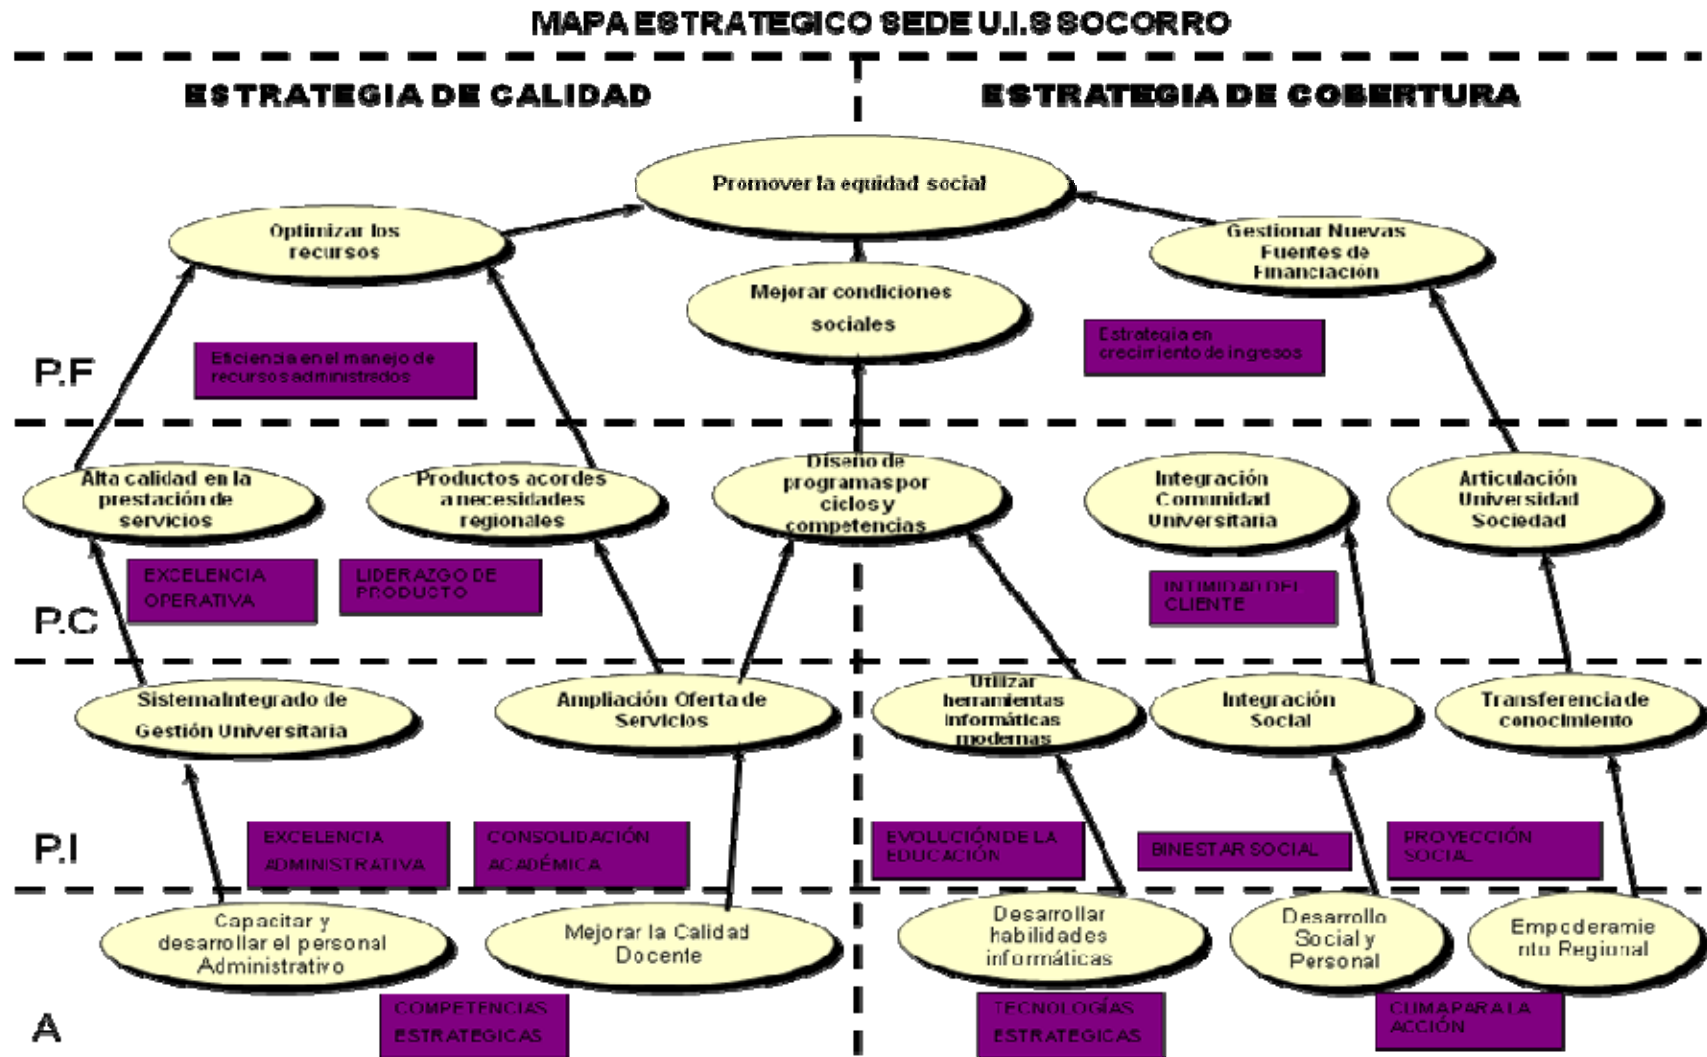 MAPA ESTRATEGICO SEDE U.I.S SOCORRO
ESTRATEGIA DE CALIDAD
ESTRATEGIA DE COBERTURA
Promover la equidad social
Optimizar los
recursos
Gestionar Nuevas
Fuentes de
Financiación
Mejorar condiciones
sociales
Eficiencia en el manejo de
recursos administrados
Estrategia en
crecimiento de ingresos
P.F
Alta calidad en la
prestación de
servicios
Productos acordes
a necesidades
regionales
Diseño de
programas por
ciclos y
competencias
Integración
Comunidad
Universitaria
Articulación
Universidad
Sociedad
EXCELENCIA
OPERATIVA
LIDERAZGO DE
PRODUCTO
INTIMIDAD DEL
CLIENTE
P.C
Sistema Integrado de
Gestión Universitaria
Ampliación Oferta de
Servicios
Utilizar
herramientas
informáticas
modernas
Integración
Social
Transferencia de
conocimiento
P.I
EXCELENCIA
ADMINISTRATIVA
CONSOLIDACIÓN
ACADÉMICA
EVOLUCIÓN DE LA
EDUCACIÓN
BINESTAR SOCIAL
PROYECCIÓN
SOCIAL
Capacitar y
desarrollar el personal
Administrativo
Mejorar la Calidad
Docente
Desarrollar
habilidades
informáticas
Desarrollo
Social y
Personal
Empoderamie
nto Regional
COMPETENCIAS
ESTRATEGICAS
TECNOLOGÍAS
ESTRATEGICAS
CLIMA PARA LA
ACCIÓN
A